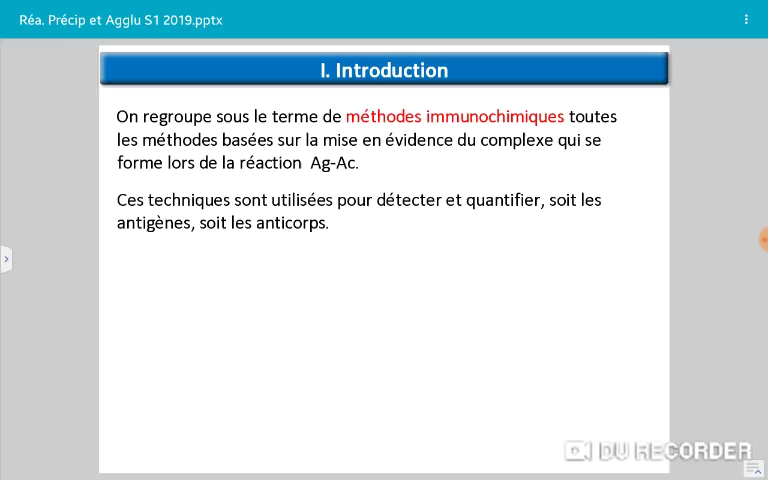 Réa. Précip et Agglu S1 2019.pptx
I. Introduction
On regroupe sous le terme de méthodes immunochimiques toutes
les méthodes basées sur la mise en évidence du complexe qui se
forme lors de la réaction Ag-Ac.
Ces techniques sont utilisées pour détecter et quantifier, soit les
antigènes, soit les anticorps.
DU RECORDER